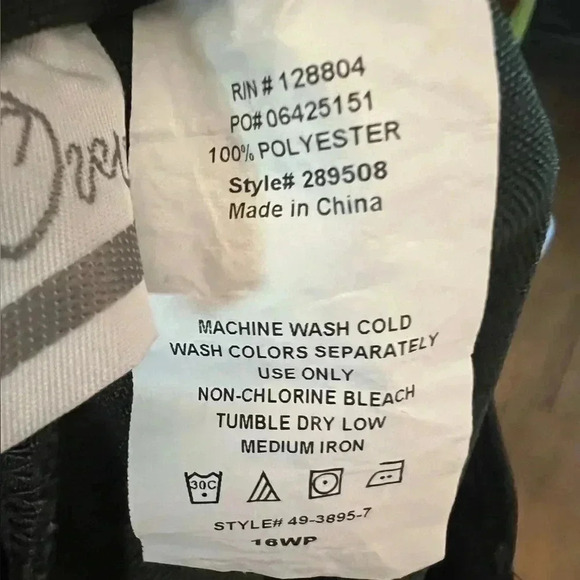 RIN # 128804
PO# 06425151
100% POLYESTER
Style# 289508
Made in China
MACHINE WASH COLD
WASH COLORS SEPARATELY
USE ONLY
NON-CHLORINE BLEACH
TUMBLE DRY LOW
MEDIUM IRON
30C
STYLE# 49-3895-7
16WP